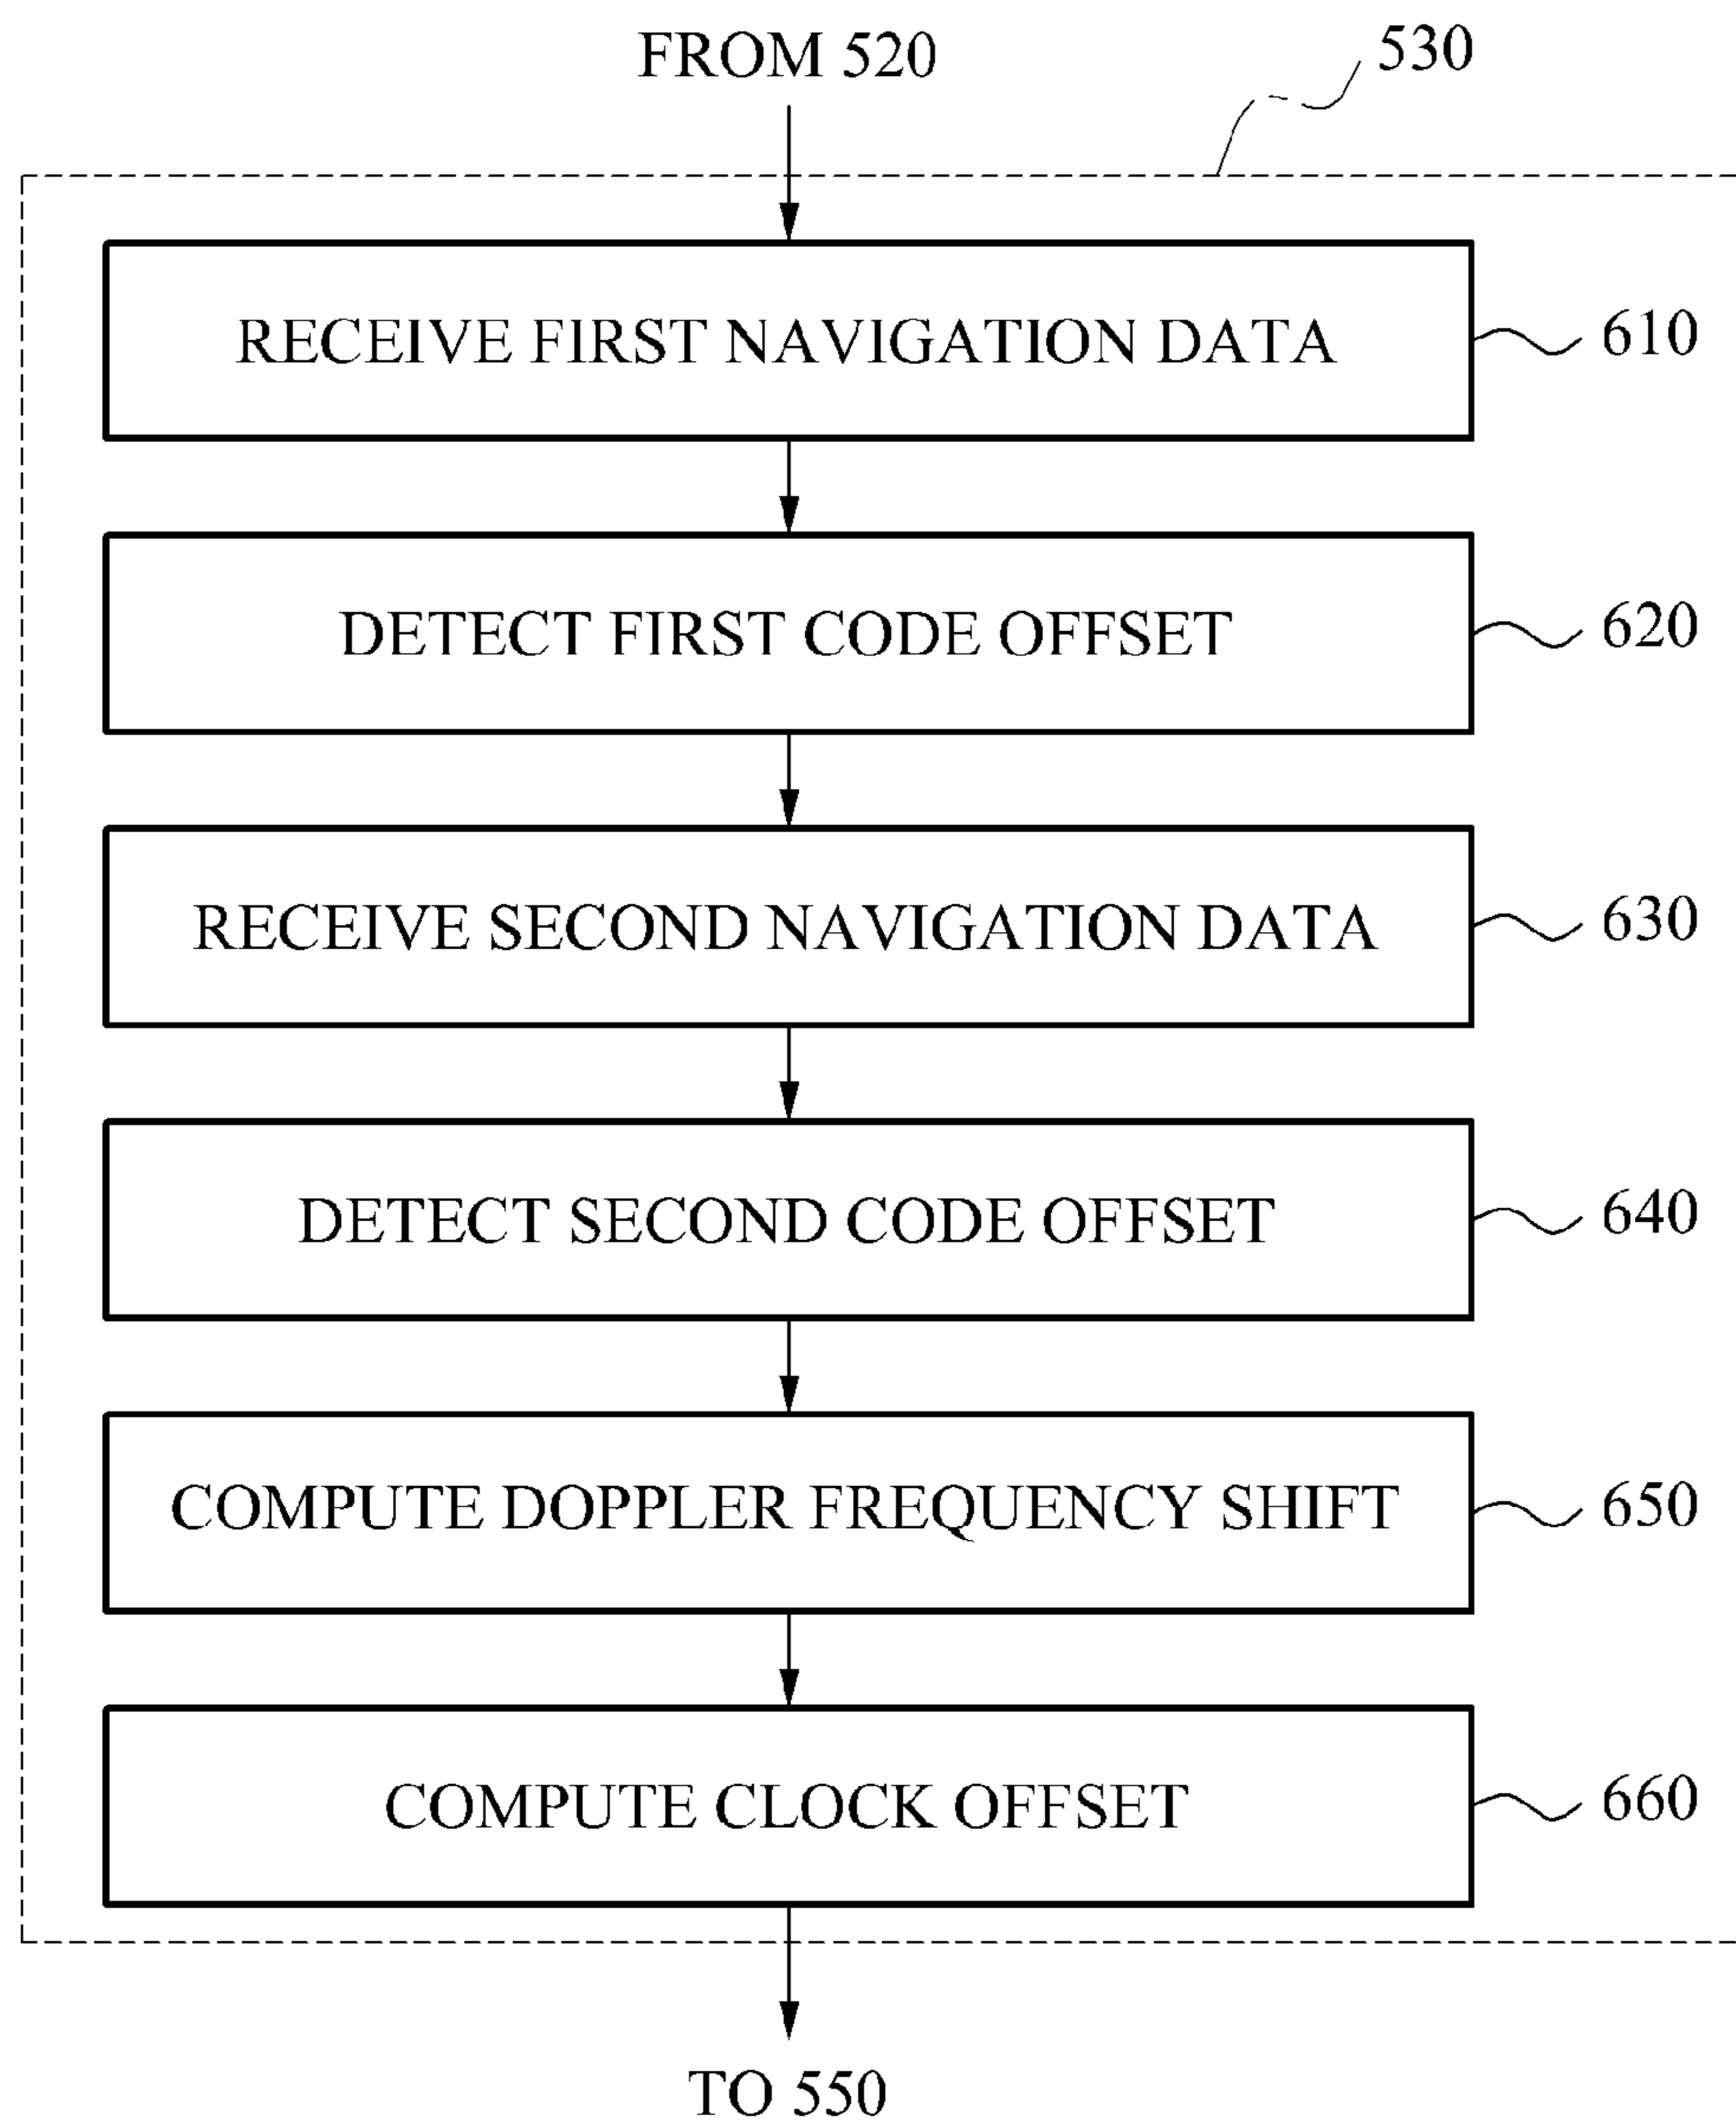 FROM 520
530
RECEIVE FIRST NAVIGATION DATA
610
DETECT FIRST CODE OFFSET
620
RECEIVE SECOND NAVIGATION DATA
630
DETECT SECOND CODE OFFSET
640
COMPUTE DOPPLER FREQUENCY SHIFT
650
COMPUTE CLOCK OFFSET
660
TO 550